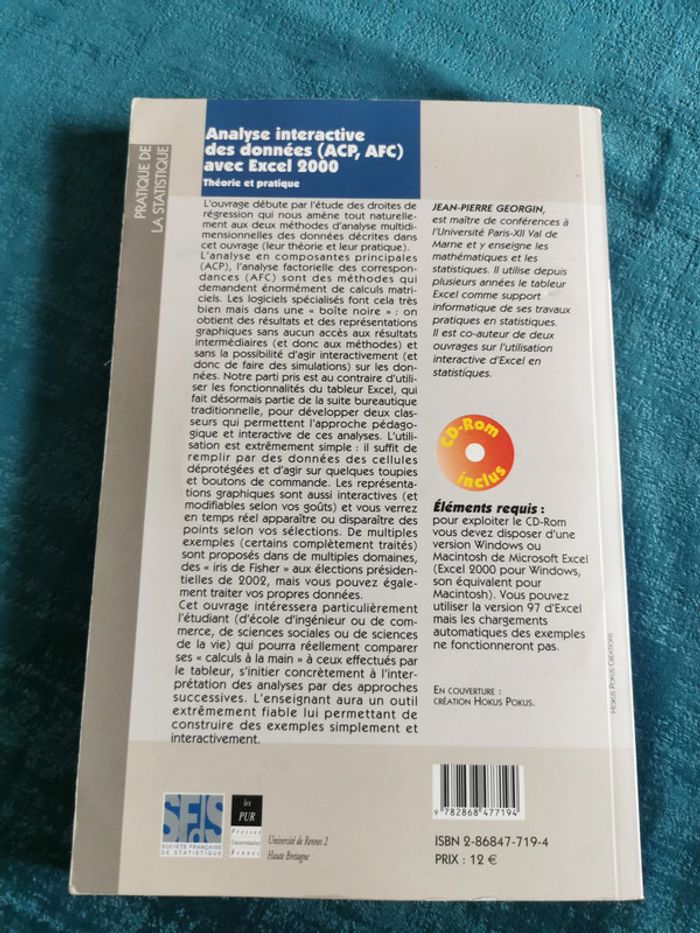 PRATIQUE DE
LA STATISTIQUE
Analyse interactive
des données (ACP, AFC)
avec Excel 2000
Théorie et pratique
L'ouvrage débute par l'étude des droites de
régression qui nous amène tout naturelle-
ment aux deux méthodes d'analyse multidi-
mensionnelles des données décrites dans
cet ouvrage (leur théorie et leur pratique).
L'analyse en composantes principales
(ACP), l'analyse factorielle des correspon-
dances (AFC) sont des méthodes qui
demandent énormément de calculs matri-
ciels. Les logiciels spécialisés font cela très
bien mais dans une « boîte noire » : on
obtient des résultats et des représentations
graphiques sans aucun accès aux résultats
intermédiaires (et donc aux méthodes) et
sans la possibilité d'agir interactivement (et
donc de faire des simulations) sur les don-
nées. Notre parti pris est au contraire d'utili-
ser les fonctionnalités du tableur Excel, qui
fait désormais partie de la suite bureautique
traditionnelle, pour développer deux clas-
seurs qui permettent l'approche pédago-
gique et interactive de ces analyses. L'utili-
sation est extrêmement simple : il suffit de
remplir par des données des cellules
déprotégées et d'agir sur quelques toupies
et boutons de commande. Les représenta-
tions graphiques sont aussi interactives (et
modifiables selon vos goûts) et vous verrez
en temps réel apparaître ou disparaître des
points selon vos sélections. De multiples
exemples (certains complètement traités)
sont proposés dans de multiples domaines,
des « iris de Fisher » aux élections présiden-
tielles de 2002, mais vous pouvez égale-
ment traiter vos propres données.
Cet ouvrage intéressera particulièrement
l'étudiant (d'école d'ingénieur ou de com-
merce, de sciences sociales ou de sciences
de la vie) qui pourra réellement comparer
ses « calculs à la main » à ceux effectués par
le tableur, s'initier concrètement à l'inter-
prétation des analyses par des approches
successives. L'enseignant aura un outil
extrêmement fiable lui permettant de
construire des exemples simplement et
interactivement.
JEAN-PIERRE GEORGIN,
est maître de conférences à
l'Université Paris-XII Val de
Marne et y enseigne les
mathématiques et les
statistiques. Il utilise depuis
plusieurs années le tableur
Excel comme support
informatique de ses travaux
pratiques en statistiques.
Il est co-auteur de deux
ouvrages sur l'utilisation
interactive d'Excel en
statistiques.
CD-Rom
inclus
Éléments requis :
pour exploiter le CD-Rom
vous devez disposer d'une
version Windows ou
Macintosh de Microsoft Excel
(Excel 2000 pour Windows,
son équivalent pour
Macintosh). Vous pouvez
utiliser la version 97 d'Excel
mais les chargements
automatiques des exemples
ne fonctionneront pas.
EN COUVERTURE :
CRÉATION HOKUS POKUS.
HOKUS POKUS CRÉATIONS
SFdS
SOCIÉTÉ FRANÇAISE
DE STATISTIQUE
les
PUR
Presses
Universitaires
Rennes
Université de Rennes 2
Haute Bretagne
9 782868 477194
ISBN 2-86847-719-4
PRIX : 12 €